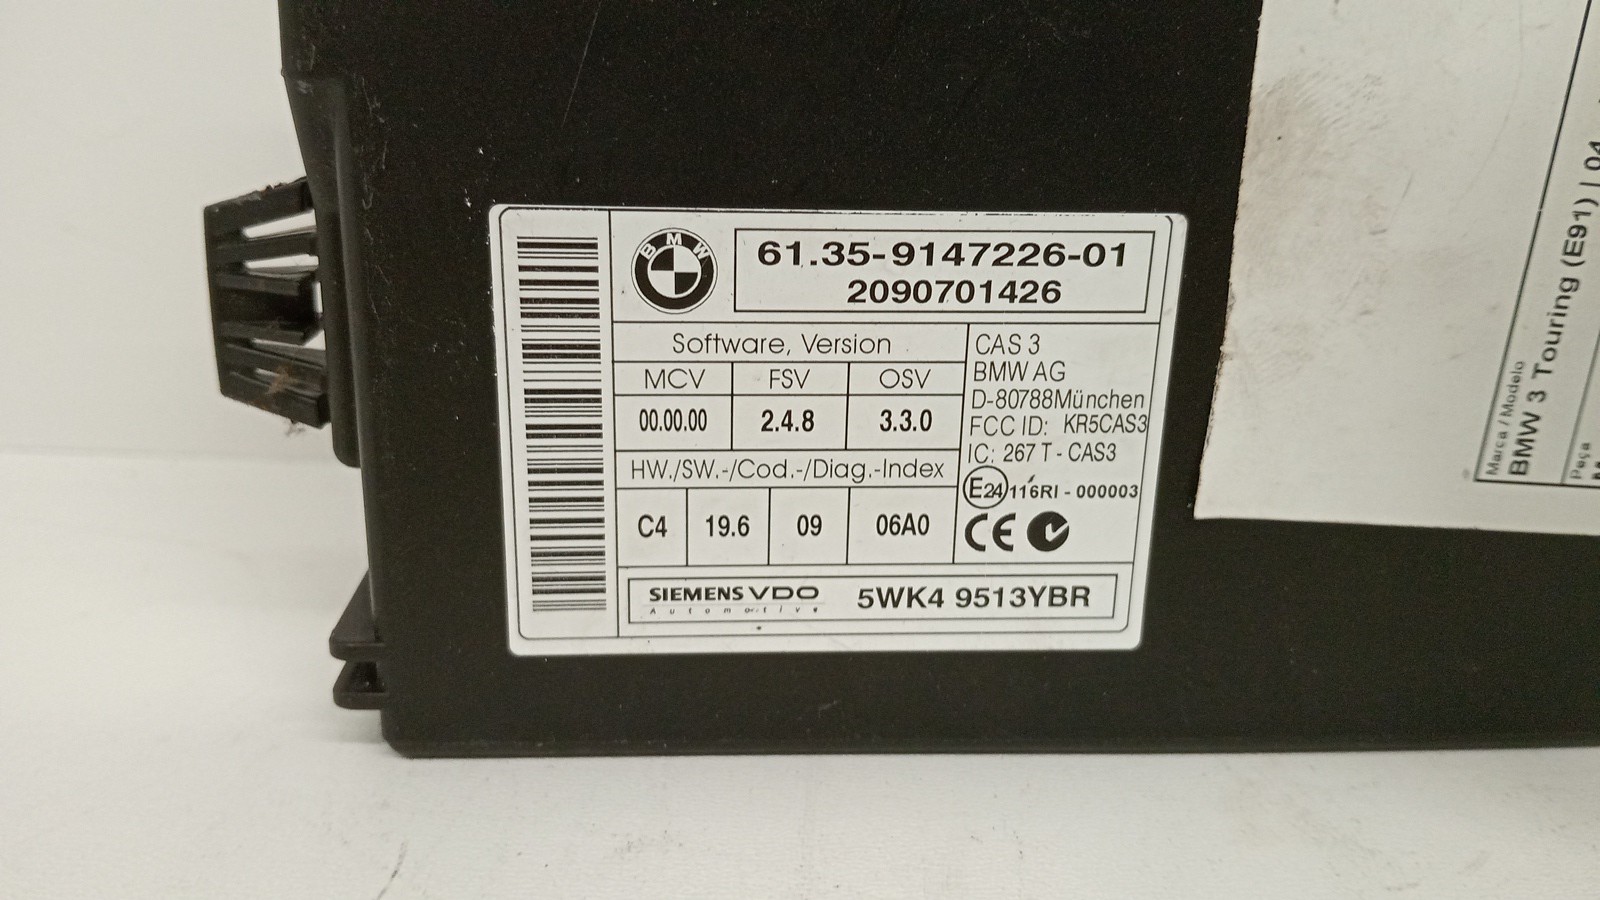 BMW
61.35-9147226-01
2090701426
Software, Version
MCV FSV OSV
00.00.00 2.4.8 3.3.0
HW./SW.-/Cod.-/Diag.-Index
C4 19.6 09 06A0
CAS 3
BMW AG
D-80788München
FCC ID: KR5CAS3
IC: 267 T - CAS3
E24 116RI - 000003
CE
SIEMENS VDO
Automotive
5WK4 9513YBR
Marca / Modelo
BMW 3 Touring (E91) | 04
Peça